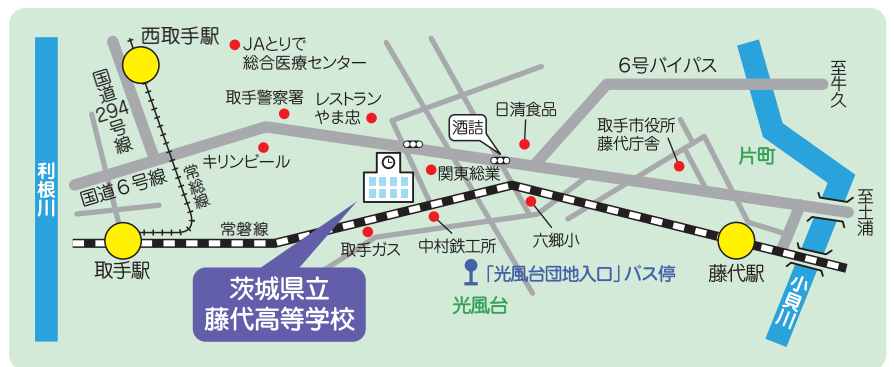 西取手駅
JAとりで
総合医療センター
6号バイパス
至牛久
国道294号線
取手警察署
レストラン
やま忠
日清食品
酒詰
取手市役所
藤代庁舎
片町
キリンビール
関東総業
利根川
国道6号線
常総線
至土浦
常磐線
取手駅
取手ガス
中村鉄工所
六郷小
藤代駅
「光風台団地入口」バス停
小貝川
光風台
茨城県立
藤代高等学校